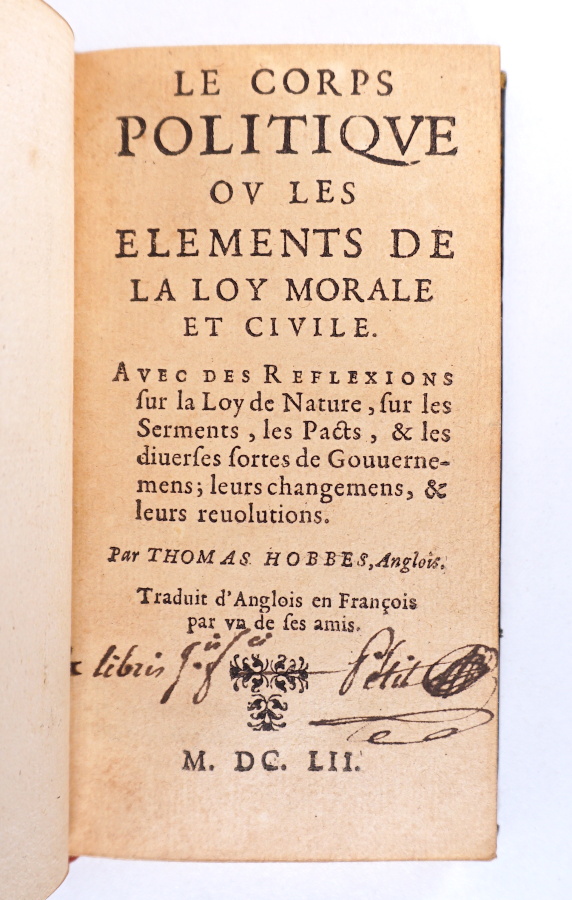 LE CORPS
POLITIQVE
OV LES
ELEMENTS DE
LA LOY MORALE
ET CIVILE.
AVEC DES REFLEXIONS
ſur la Loy de Nature, ſur les
Serments, les Pacts, & les
diuerſes ſortes de Gouuerne-
mens; leurs changemens, &
leurs reuolutions.
Par THOMAS HOBBES, Anglois.
Traduit d'Anglois en François
par vn de ſes amis.
libris Petit
M. DC. LII.